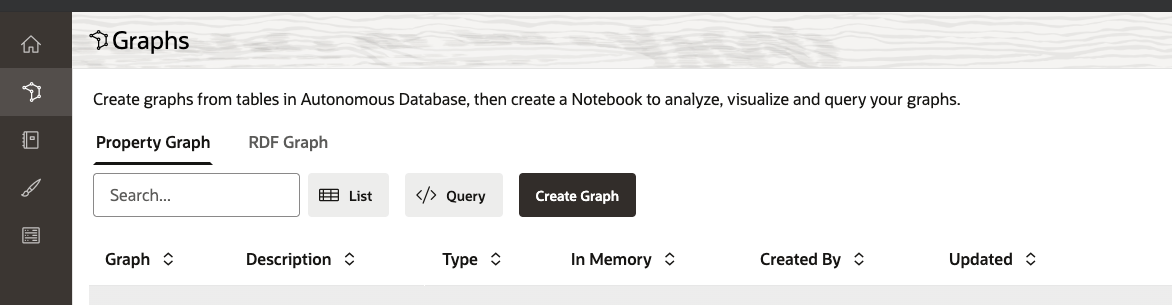 Graphs
Create graphs from tables in Autonomous Database, then create a Notebook to analyze, visualize and query your graphs.
Property Graph RDF Graph
Search... List </> Query Create Graph
Graph Description Type In Memory Created By Updated